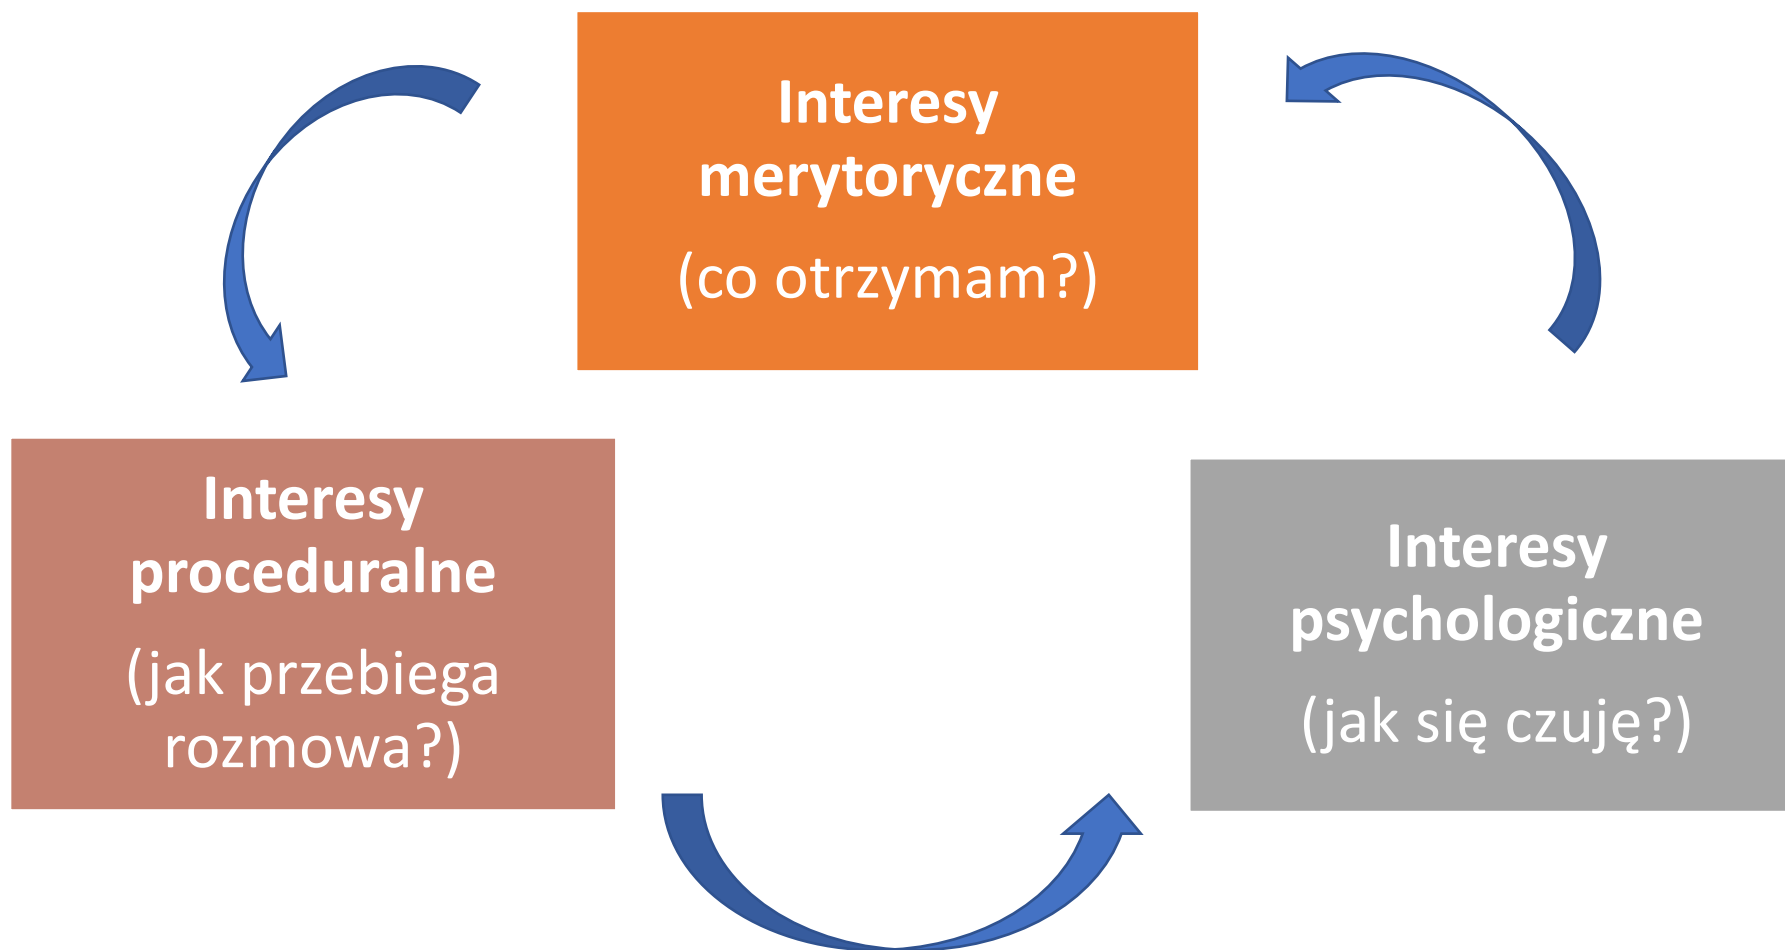 Interesy
merytoryczne
(co otrzymam?)
Interesy
proceduralne
(jak przebiega
rozmowa?)
Interesy
psychologiczne
(jak się czuję?)